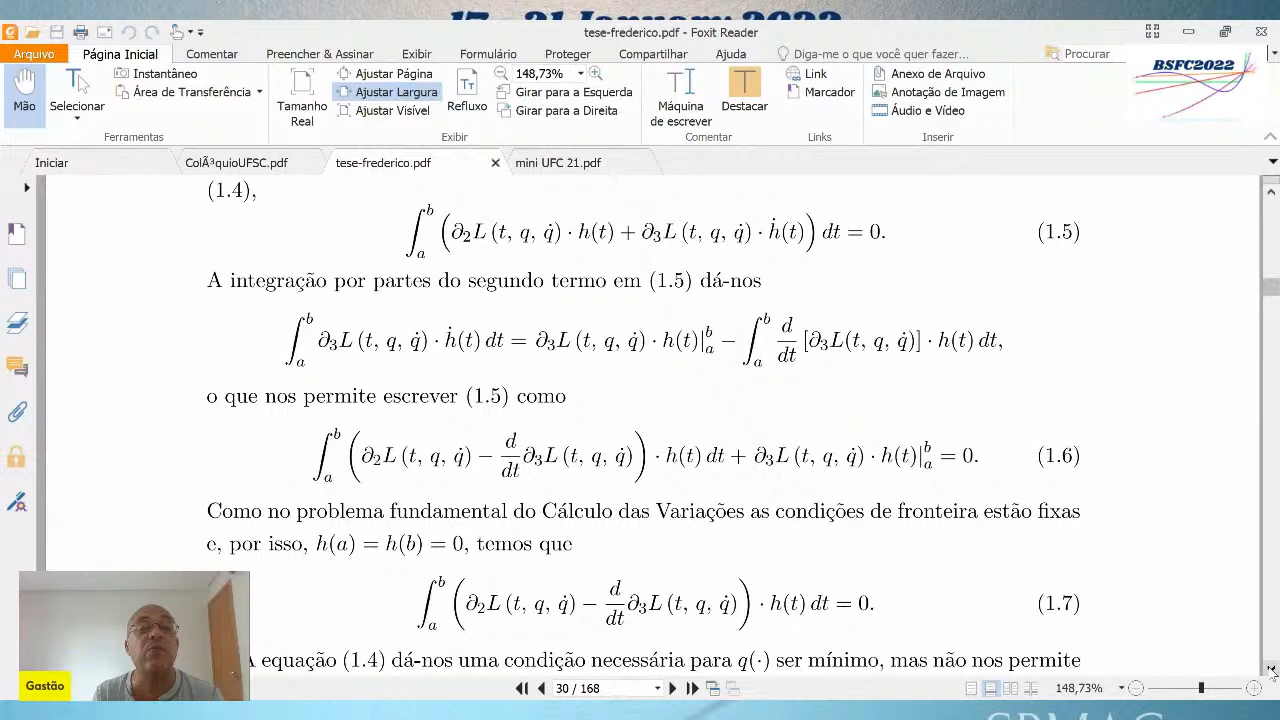 17 - 21 January 2022
tese-frederico.pdf - Foxit Reader
Arquivo Página Inicial Comentar Preencher & Assinar Exibir Formulário Proteger Compartilhar Ajuda Diga-me o que você quer fazer... Procurar
BSFC2022
Mão
Selecionar
Instantâneo
Área de Transferência
Ferramentas
Tamanho
Real
Ajustar Página
Ajustar Largura
Ajustar Visível
Refluxo
148,73%
Girar para a Esquerda
Girar para a Direita
Exibir
Máquina
de escrever
Destacar
Comentar
Link
Marcador
Links
Anexo de Arquivo
Anotação de Imagem
Áudio e Vídeo
Inserir
Iniciar ColÃ³quioUFSC.pdf tese-frederico.pdf mini UFC 21.pdf
(1.4),
∫_a^b (∂₂L (t, q, q̇) · h(t) + ∂₃L (t, q, q̇) · ḣ(t)) dt = 0. (1.5)
A integração por partes do segundo termo em (1.5) dá-nos
∫_a^b ∂₃L (t, q, q̇) · ḣ(t) dt = ∂₃L (t, q, q̇) · h(t)|_a^b − ∫_a^b d/dt [∂₃L(t, q, q̇)] · h(t) dt,
o que nos permite escrever (1.5) como
∫_a^b (∂₂L (t, q, q̇) − d/dt ∂₃L (t, q, q̇)) · h(t) dt + ∂₃L (t, q, q̇) · h(t)|_a^b = 0. (1.6)
Como no problema fundamental do Cálculo das Variações as condições de fronteira estão fixas
e, por isso, h(a) = h(b) = 0, temos que
∫_a^b (∂₂L (t, q, q̇) − d/dt ∂₃L (t, q, q̇)) · h(t) dt = 0. (1.7)
A equação (1.4) dá-nos uma condição necessária para q(·) ser mínimo, mas não nos permite
Gastão
30 / 168
148,73%